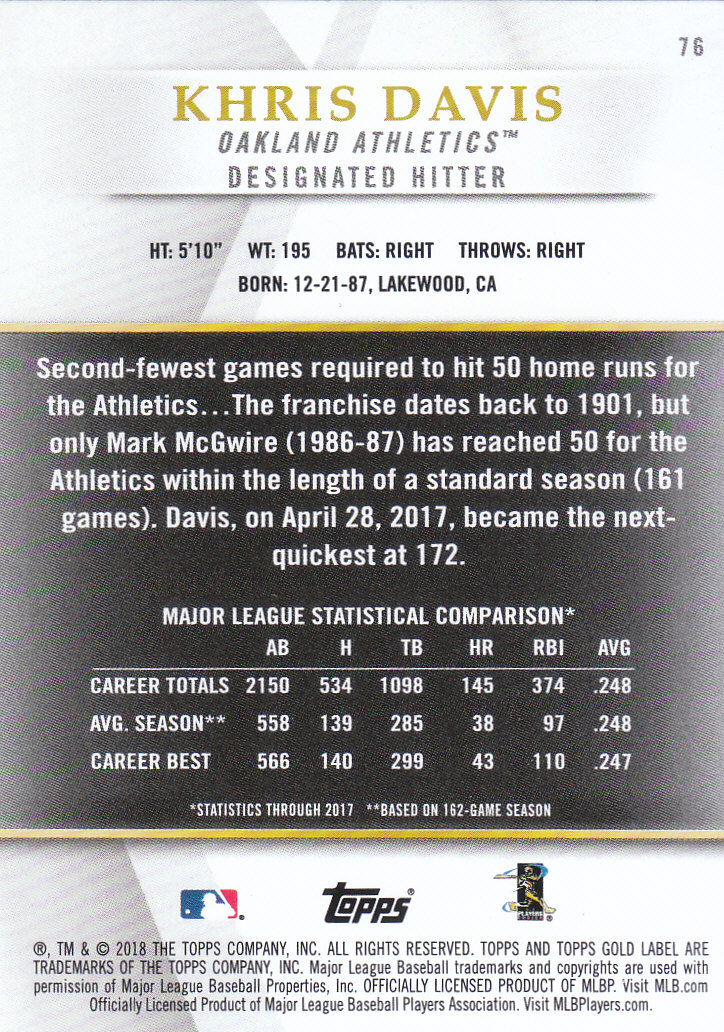 76
KHRIS DAVIS
OAKLAND ATHLETICS™
DESIGNATED HITTER
HT: 5'10" WT: 195 BATS: RIGHT THROWS: RIGHT
BORN: 12-21-87, LAKEWOOD, CA
Second-fewest games required to hit 50 home runs for
the Athletics...The franchise dates back to 1901, but
only Mark McGwire (1986-87) has reached 50 for the
Athletics within the length of a standard season (161
games). Davis, on April 28, 2017, became the next-
quickest at 172.
MAJOR LEAGUE STATISTICAL COMPARISON*
AB H TB HR RBI AVG
CAREER TOTALS 2150 534 1098 145 374 .248
AVG. SEASON** 558 139 285 38 97 .248
CAREER BEST 566 140 299 43 110 .247
*STATISTICS THROUGH 2017 **BASED ON 162-GAME SEASON
Topps®
PLAYERS
CHOICE ®
®, TM & © 2018 THE TOPPS COMPANY, INC. ALL RIGHTS RESERVED. TOPPS AND TOPPS GOLD LABEL ARE
TRADEMARKS OF THE TOPPS COMPANY, INC. Major League Baseball trademarks and copyrights are used with
permission of Major League Baseball Properties, Inc. OFFICIALLY LICENSED PRODUCT OF MLBP. Visit MLB.com
Officially Licensed Product of Major League Baseball Players Association. Visit MLBPlayers.com.